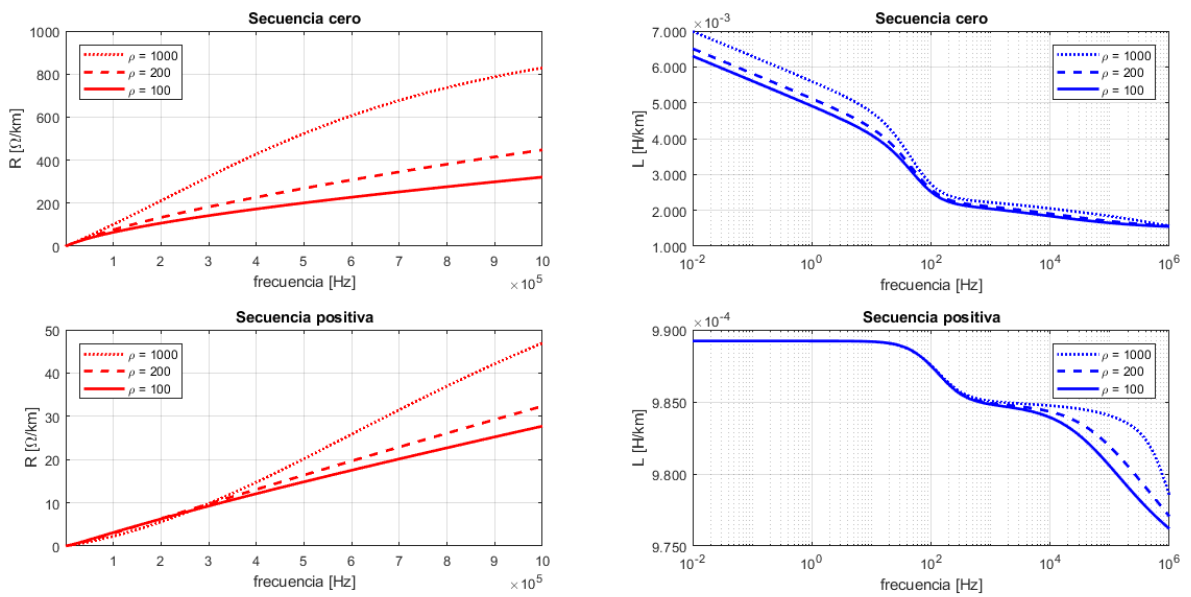 Secuencia cero
R [Ω/km]
1000
800
600
400
200
0
ρ = 1000
ρ = 200
ρ = 100
1 2 3 4 5 6 7 8 9 10
frecuencia [Hz]
×10^5
Secuencia cero
×10^-3
L [H/km]
7.000
6.000
5.000
4.000
3.000
2.000
1.000
ρ = 1000
ρ = 200
ρ = 100
10^-2 10^0 10^2 10^4 10^6
frecuencia [Hz]
Secuencia positiva
R [Ω/km]
50
40
30
20
10
0
ρ = 1000
ρ = 200
ρ = 100
1 2 3 4 5 6 7 8 9 10
frecuencia [Hz]
×10^5
Secuencia positiva
×10^-4
L [H/km]
9.900
9.850
9.800
9.750
ρ = 1000
ρ = 200
ρ = 100
10^-2 10^0 10^2 10^4 10^6
frecuencia [Hz]